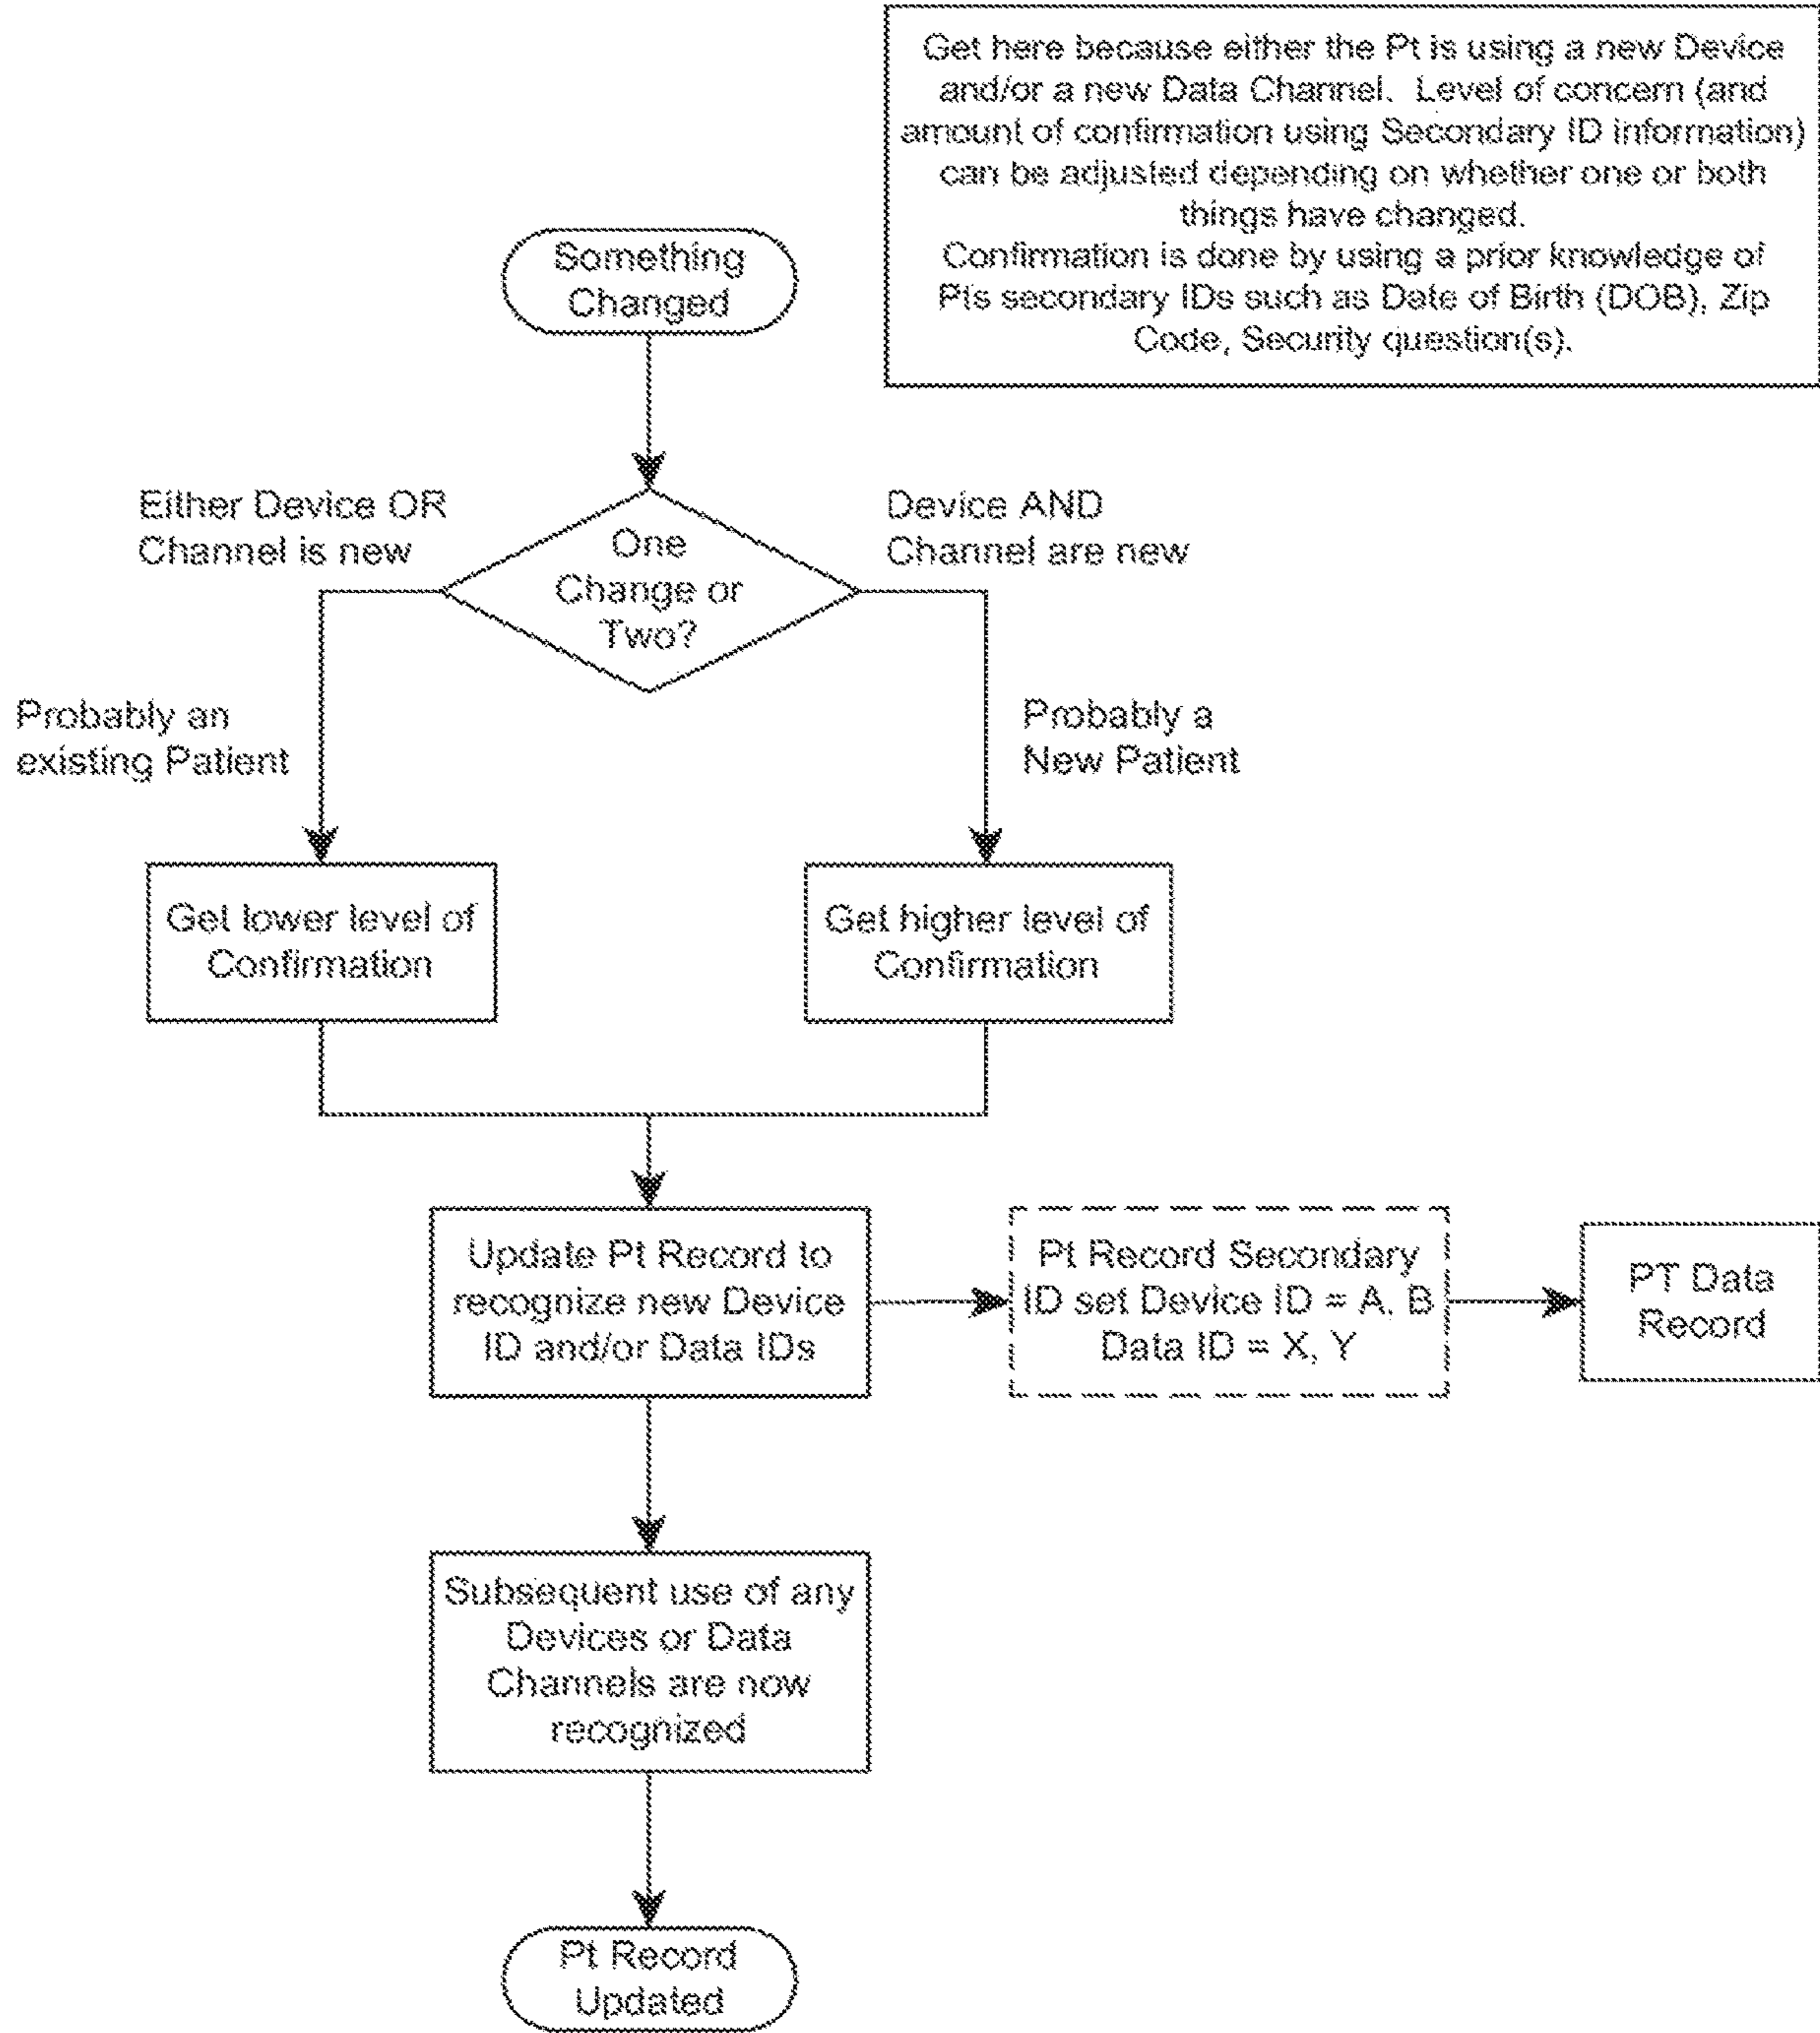 Get here because either the Pt is using a new Device
and/or a new Data Channel. Level of concern (and
amount of confirmation using Secondary ID information)
can be adjusted depending on whether one or both
things have changed.
Confirmation is done by using a prior knowledge of
Pts secondary IDs such as Date of Birth (DOB), Zip
Code, Security question(s).
Something
Changed
Either Device OR
Channel is new
One
Change or
Two?
Device AND
Channel are new
Probably an
existing Patient
Probably a
New Patient
Get lower level of
Confirmation
Get higher level of
Confirmation
Update Pt Record to
recognize new Device
ID and/or Data IDs
Pt Record Secondary
ID set Device ID = A, B
Data ID = X, Y
PT Data
Record
Subsequent use of any
Devices or Data
Channels are now
recognized
Pt Record
Updated